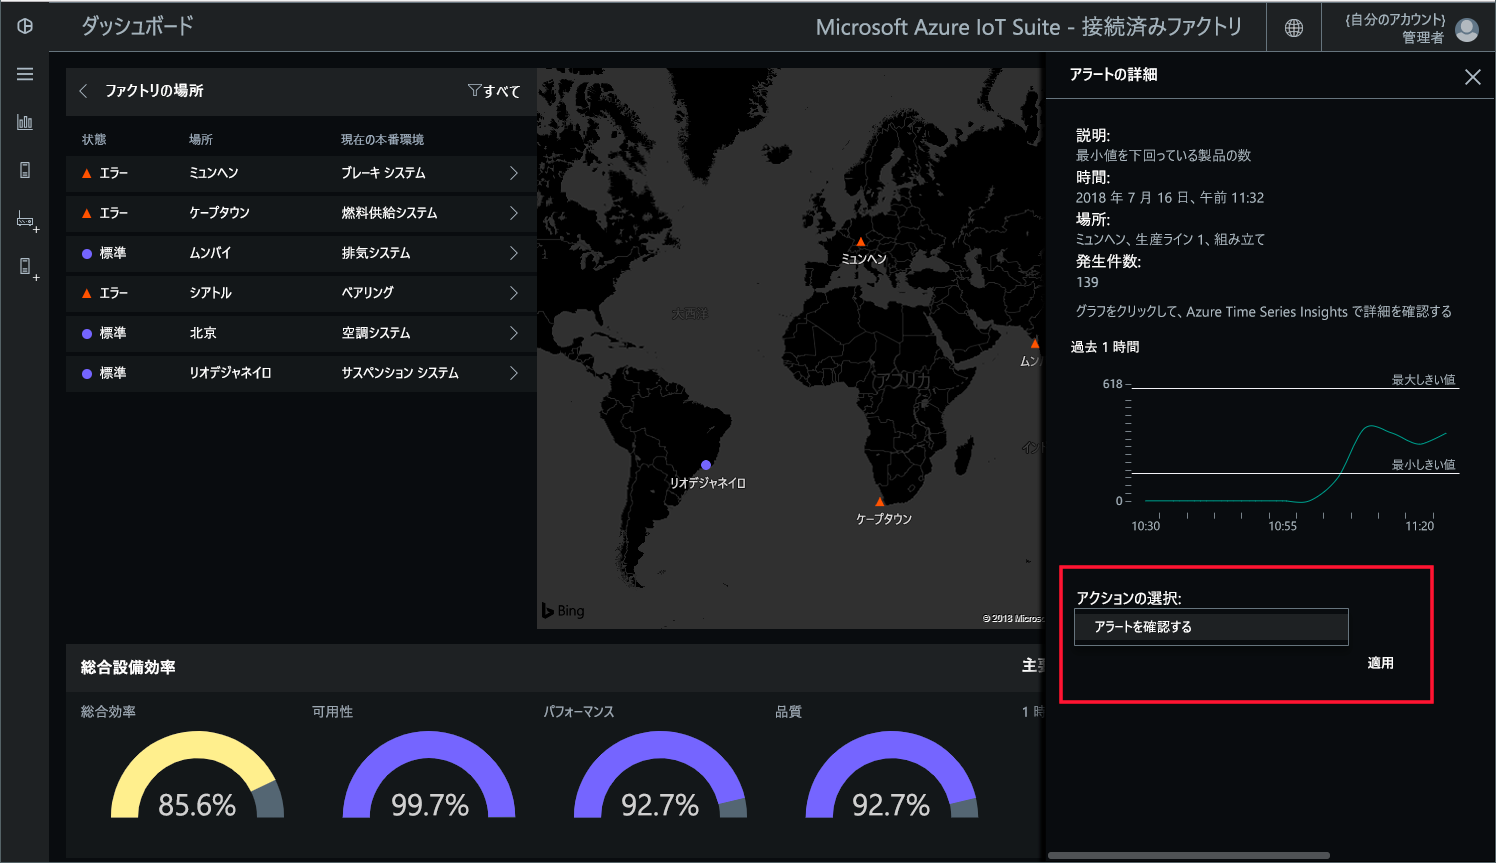 ダッシュボード
Microsoft Azure IoT Suite - 接続済みファクトリ
{自分のアカウント}
管理者
ファクトリの場所
すべて
状態 場所 現在の本番環境
エラー ミュンヘン ブレーキ システム
エラー ケープタウン 燃料供給システム
標準 ムンバイ 排気システム
エラー シアトル ベアリング
標準 北京 空調システム
標準 リオデジャネイロ サスペンション システム
ミュンヘン
大西洋
ムン
アフリカ
イント
リオデジャネイロ
ケープタウン
Bing
© 2018 Microso
アラートの詳細
説明:
最小値を下回っている製品の数
時間:
2018 年 7 月 16 日、午前 11:32
場所:
ミュンヘン、生産ライン 1、組み立て
発生件数:
139
グラフをクリックして、Azure Time Series Insights で詳細を確認する
過去 1 時間
618
最大しきい値
最小しきい値
0
10:30 10:55 11:20
アクションの選択:
アラートを確認する
適用
総合設備効率
主要
総合効率 可用性 パフォーマンス 品質 1 時
85.6% 99.7% 92.7% 92.7%